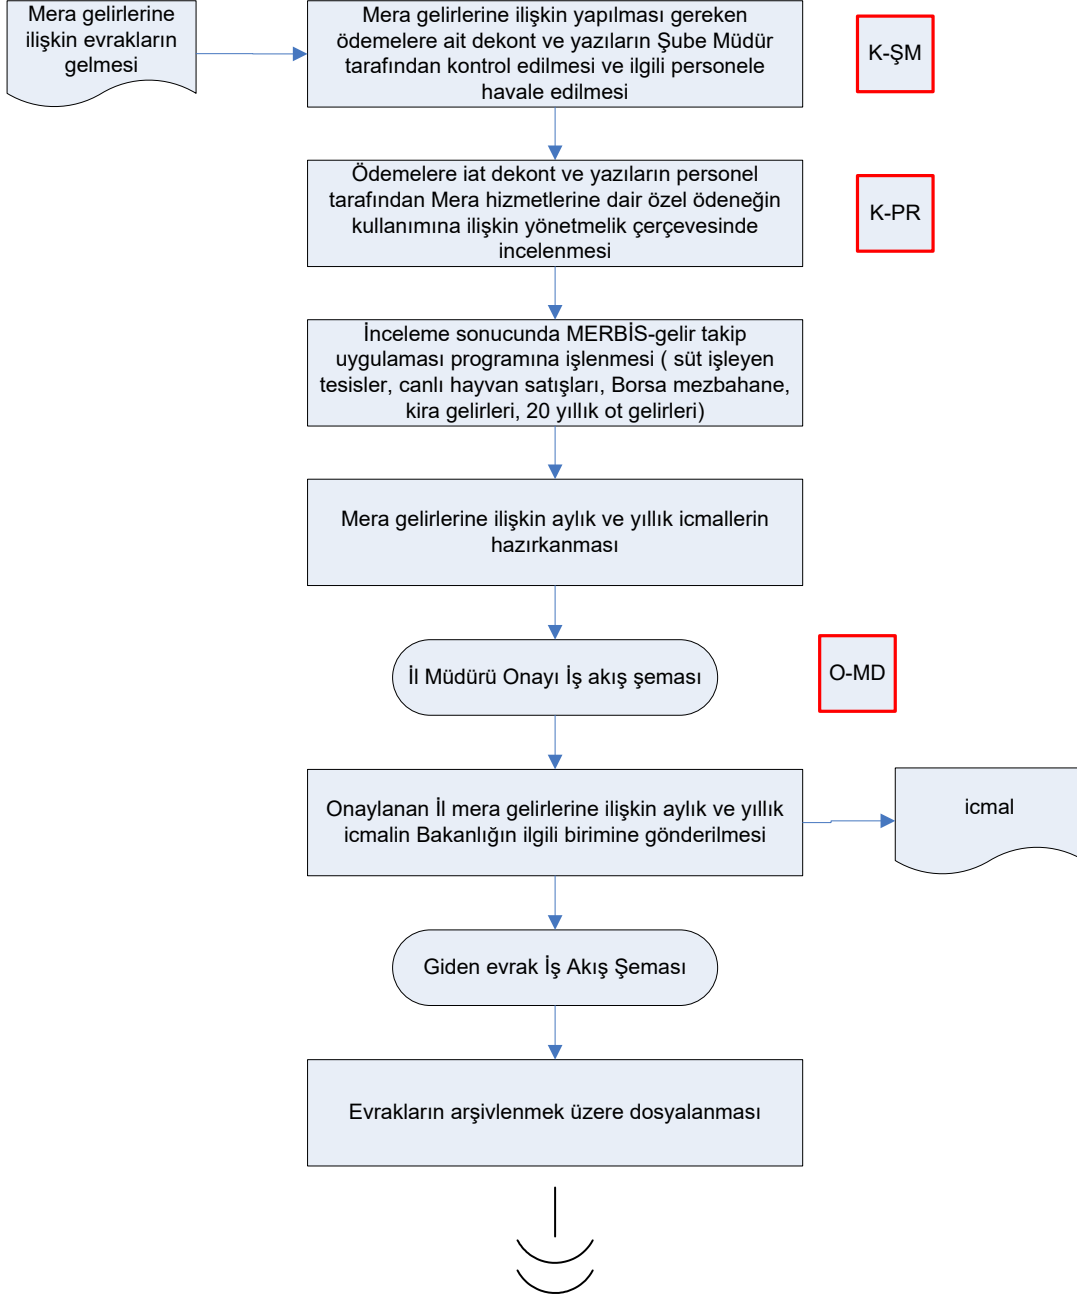 Mera gelirlerine
ilişkin evrakların
gelmesi
Mera gelirlerine ilişkin yapılması gereken
ödemelere ait dekont ve yazıların Şube Müdür
tarafından kontrol edilmesi ve ilgili personele
havale edilmesi
K-ŞM
Ödemelere iat dekont ve yazıların personel
tarafından Mera hizmetlerine dair özel ödeneğin
kullanımına ilişkin yönetmelik çerçevesinde
incelenmesi
K-PR
İnceleme sonucunda MERBİS-gelir takip
uygulaması programına işlenmesi ( süt işleyen
tesisler, canlı hayvan satışları, Borsa mezbahane,
kira gelirleri, 20 yıllık ot gelirleri)
Mera gelirlerine ilişkin aylık ve yıllık icmallerin
hazırkanması
İl Müdürü Onayı İş akış şeması
O-MD
Onaylanan İl mera gelirlerine ilişkin aylık ve yıllık
icmalin Bakanlığın ilgili birimine gönderilmesi
icmal
Giden evrak İş Akış Şeması
Evrakların arşivlenmek üzere dosyalanması